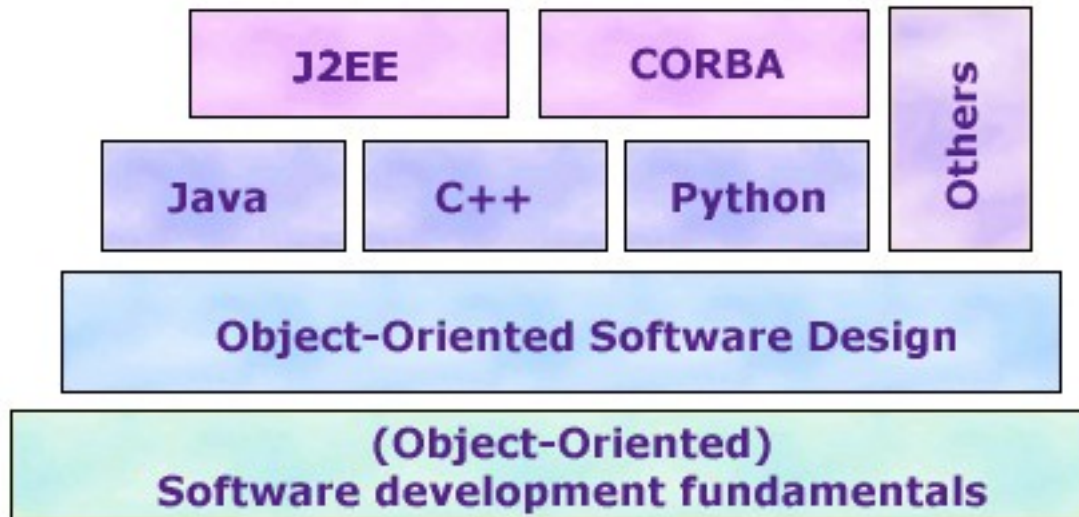 J2EE
CORBA
Others
Java
C++
Python
Object-Oriented Software Design
(Object-Oriented)
Software development fundamentals